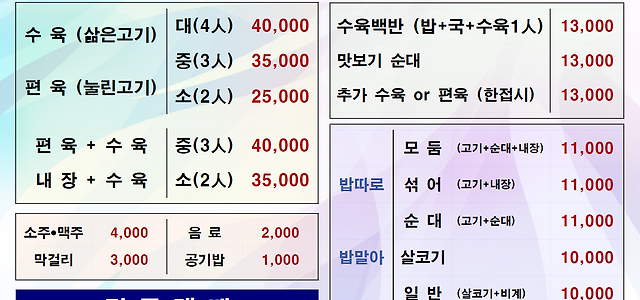 수 육 (삶은고기)
편 육 (눌린고기)
대(4人) 40,000
중(3人) 35,000
소(2人) 25,000
편 육 + 수 육 중(3人) 40,000
내 장 + 수 육 소(2人) 35,000
소주•맥주 4,000 음 료 2,000
막걸리 3,000 공기밥 1,000
수육백반 (밥+국+수육1人) 13,000
맛보기 순대 13,000
추가 수육 or 편육 (한접시) 13,000
밥따로
모 둠 (고기+순대+내장) 11,000
섞 어 (고기+내장) 11,000
순 대 (고기+순대) 11,000
밥말아
살코기 10,000
일 반 (살코기+비계) 10,000